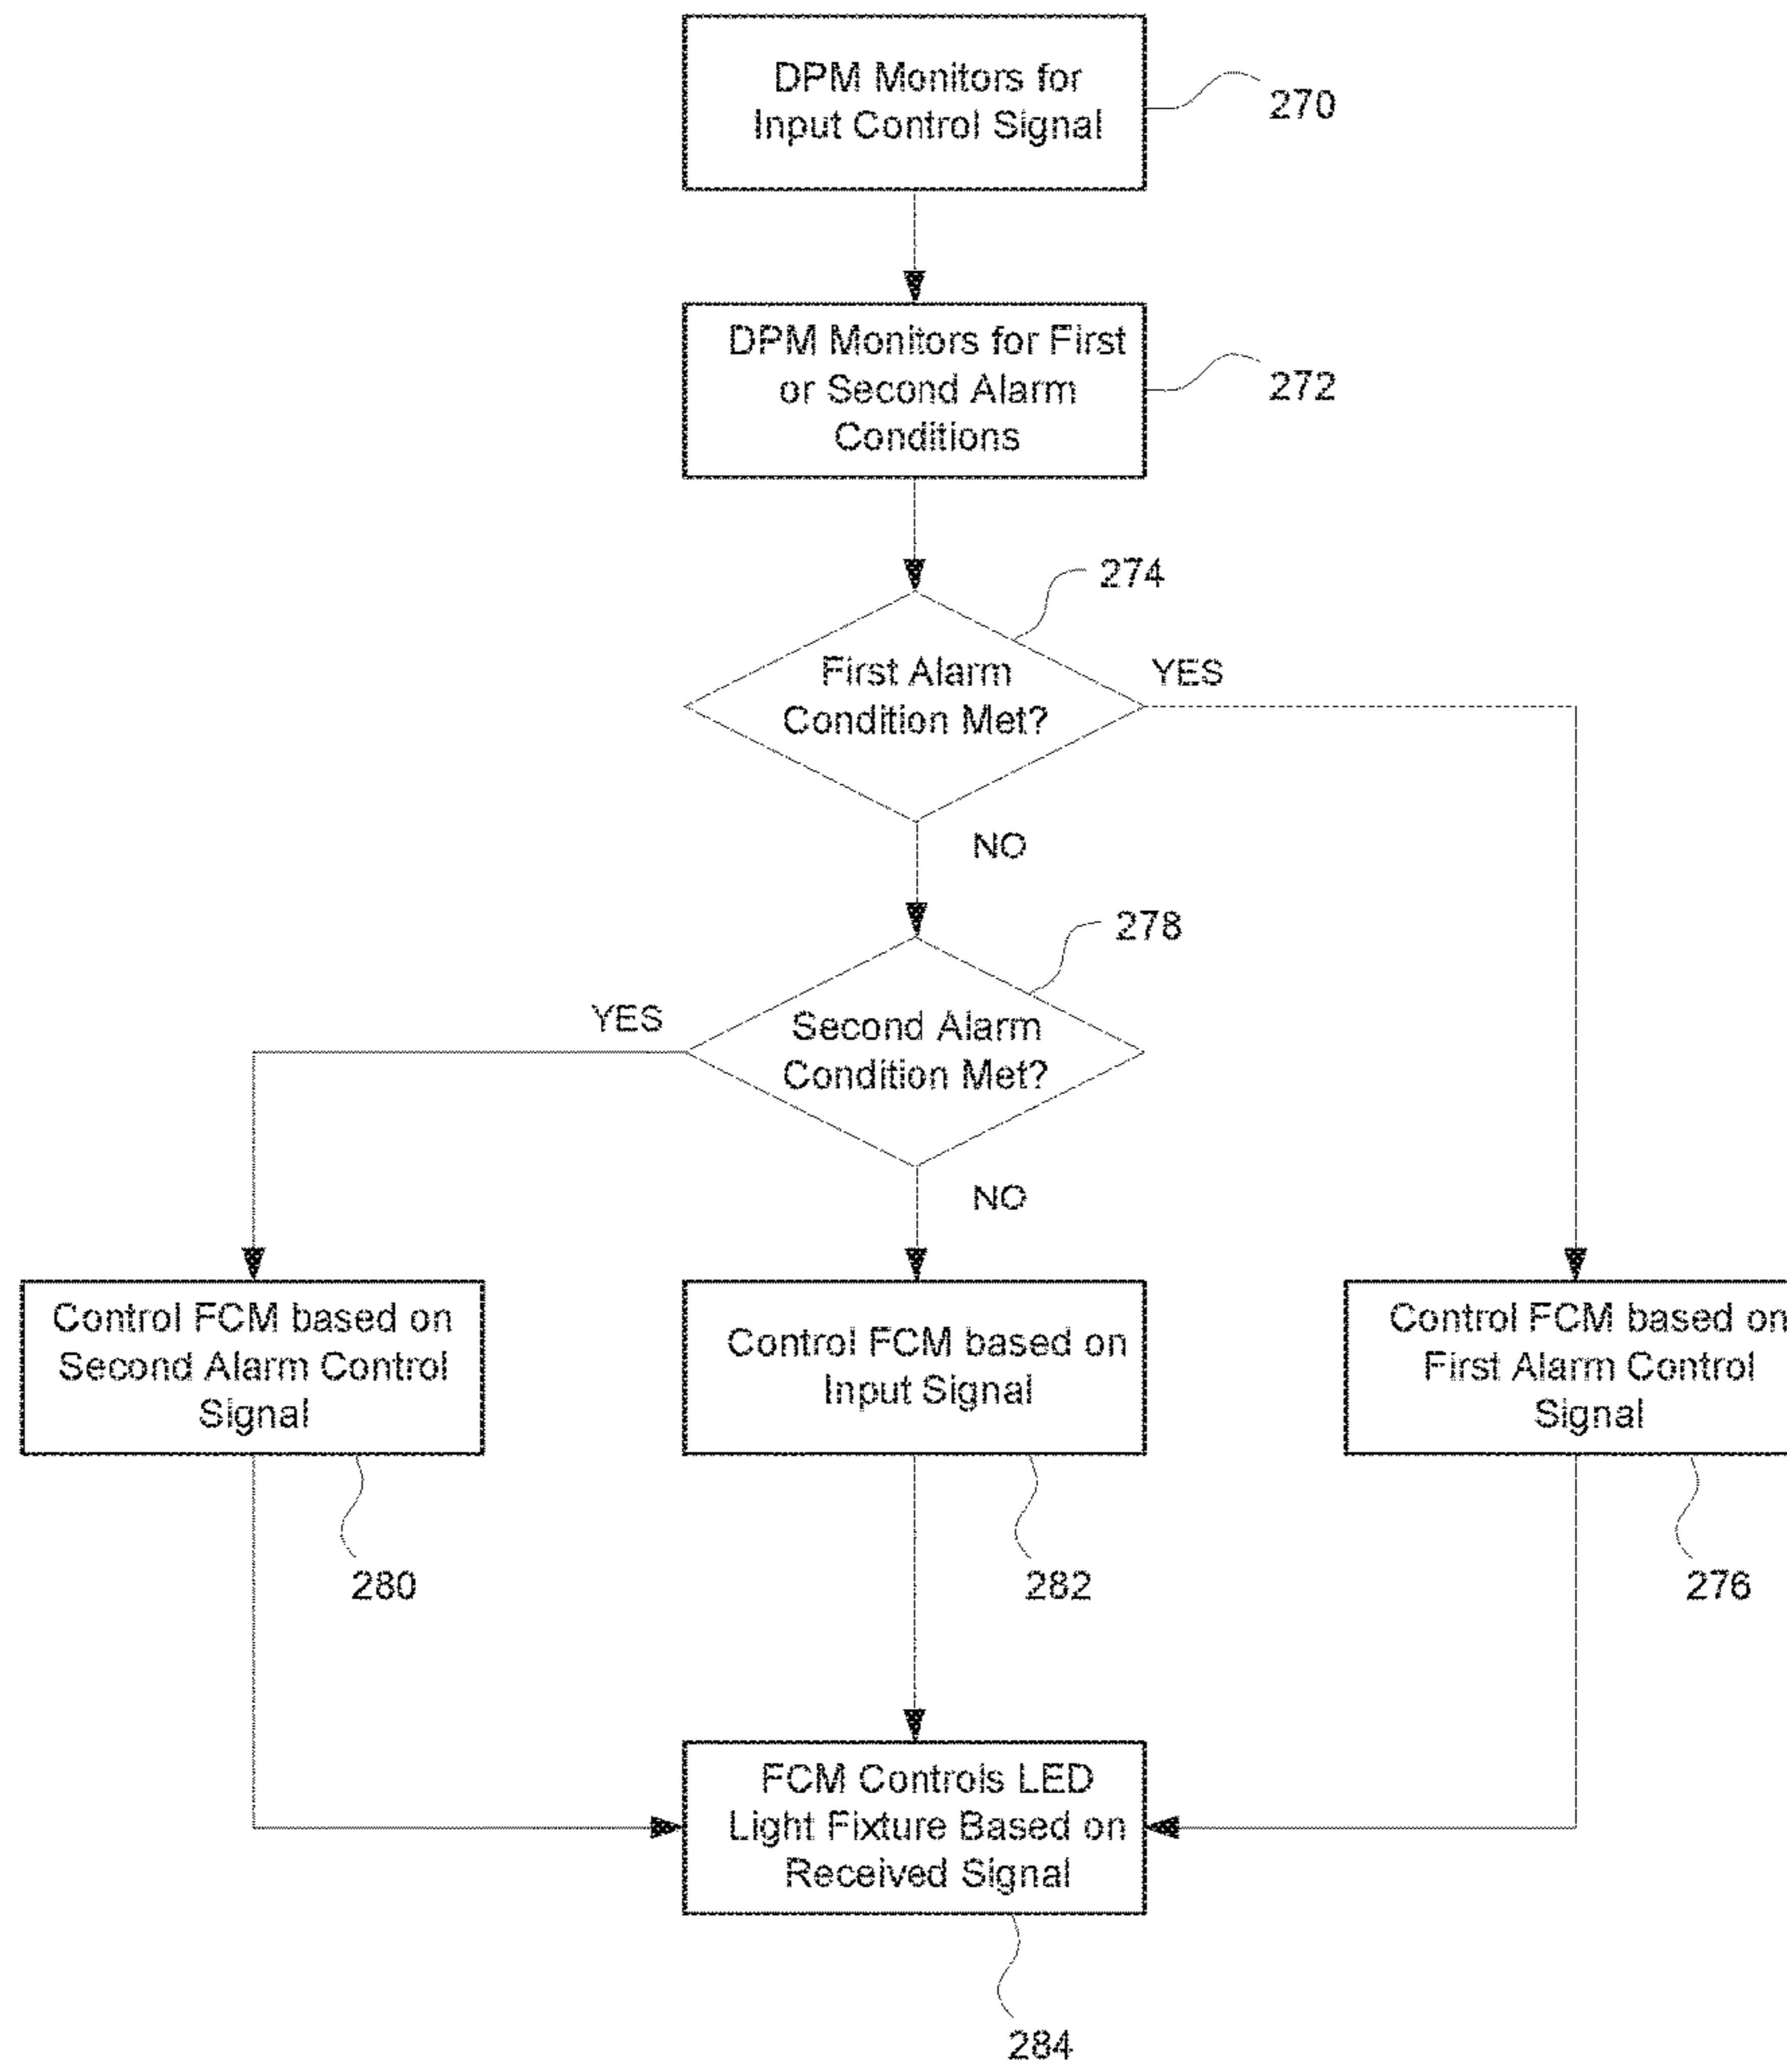 DPM Monitors for
Input Control Signal
270
DPM Monitors for First
or Second Alarm
Conditions
272
274
First Alarm
Condition Met?
YES
NO
278
Second Alarm
Condition Met?
YES
NO
Control FCM based on
Second Alarm Control
Signal
280
Control FCM based on
Input Signal
282
Control FCM based on
First Alarm Control
Signal
276
FCM Controls LED
Light Fixture Based on
Received Signal
284